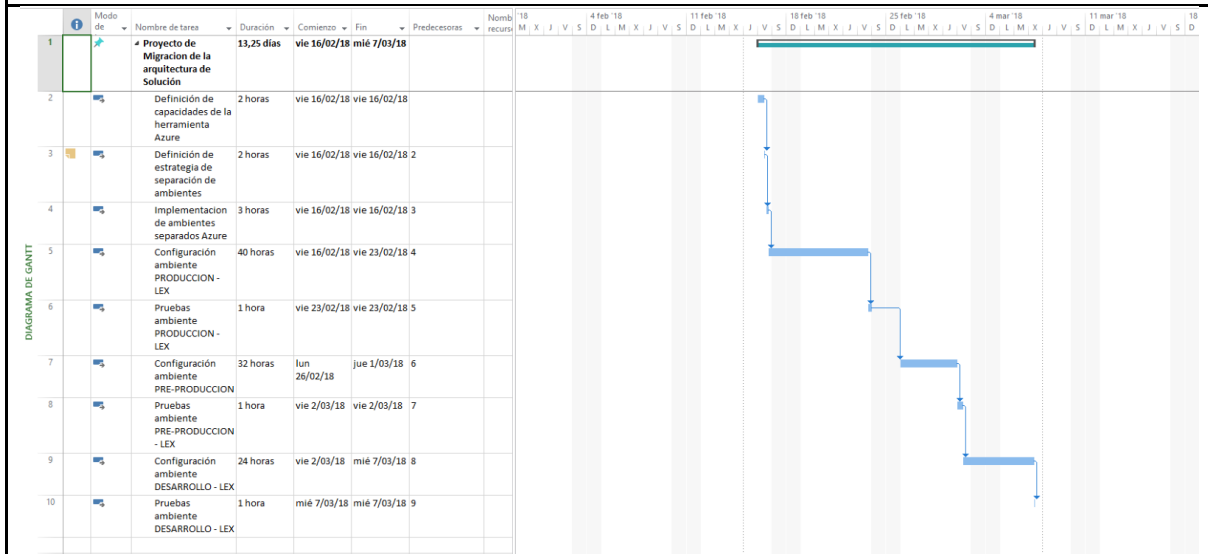 Modo de
Nombre de tarea
Duración
Comienzo
Fin
Predecesoras
Nomb recurs
'18
4 feb '18
11 feb '18
18 feb '18
25 feb '18
4 mar '18
11 mar '18
18
M X J V S D L M X J V S D L M X J V S D L M X J V S D L M X J V S D L M X J V S D L M X J V S D
1
Proyecto de
Migracion de la
arquitectura de
Solución
13,25 días
vie 16/02/18
mié 7/03/18
2
Definición de
capacidades de la
herramienta
Azure
2 horas
vie 16/02/18
vie 16/02/18
3
Definición de
estrategia de
separación de
ambientes
2 horas
vie 16/02/18
vie 16/02/18
2
4
Implementacion
de ambientes
separados Azure
3 horas
vie 16/02/18
vie 16/02/18
3
5
Configuración
ambiente
PRODUCCION -
LEX
40 horas
vie 16/02/18
vie 23/02/18
4
6
Pruebas
ambiente
PRODUCCION -
LEX
1 hora
vie 23/02/18
vie 23/02/18
5
7
Configuración
ambiente
PRE-PRODUCCION
32 horas
lun
26/02/18
jue 1/03/18
6
8
Pruebas
ambiente
PRE-PRODUCCION
- LEX
1 hora
vie 2/03/18
vie 2/03/18
7
9
Configuración
ambiente
DESARROLLO - LEX
24 horas
vie 2/03/18
mié 7/03/18
8
10
Pruebas
ambiente
DESARROLLO - LEX
1 hora
mié 7/03/18
mié 7/03/18
9
DIAGRAMA DE GANTT